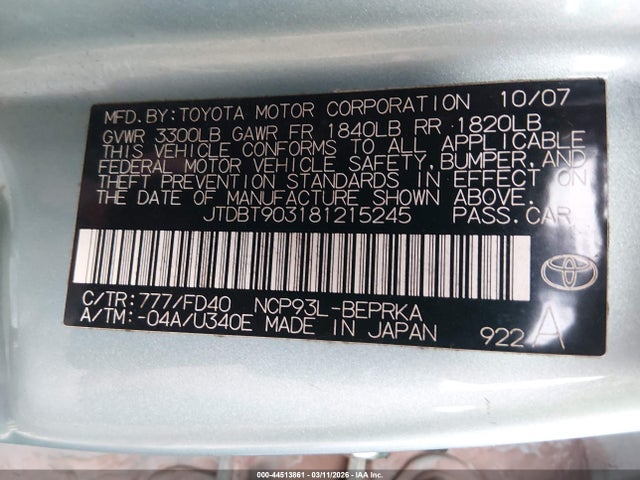 MFD. BY: TOYOTA MOTOR CORPORATION 10/07
GVWR 3300LB GAWR FR 1840LB RR 1820LB
THIS VEHICLE CONFORMS TO ALL APPLICABLE
FEDERAL MOTOR VEHICLE SAFETY, BUMPER, AND
THEFT PREVENTION STANDARDS IN EFFECT ON
THE DATE OF MANUFACTURE SHOWN ABOVE.
JTDBT903181215245 PASS. CAR
C/TR: 777/FD40 NCP93L-BEPRKA
A/TM: -04A/U340E MADE IN JAPAN 922 A
000-44513861 - 03/11/2026 - COPYRIGHT IAA, LLC.